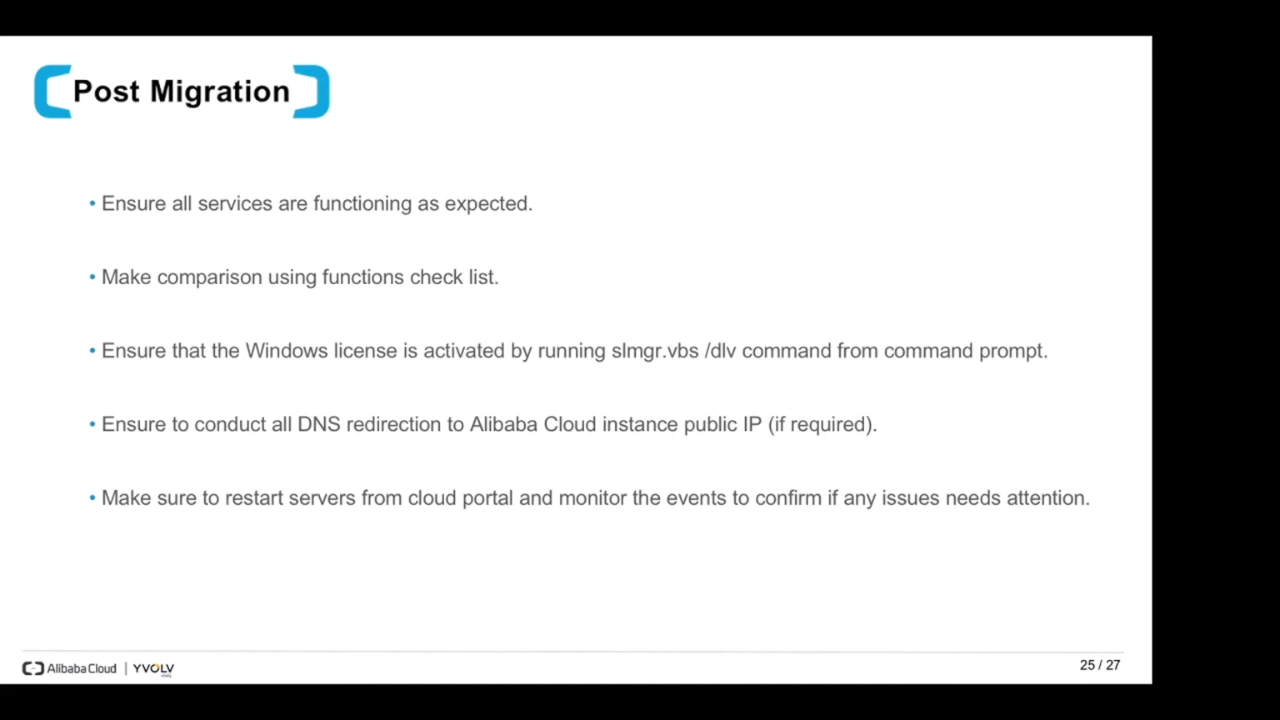 Post Migration
• Ensure all services are functioning as expected.
• Make comparison using functions check list.
• Ensure that the Windows license is activated by running slmgr.vbs /dlv command from command prompt.
• Ensure to conduct all DNS redirection to Alibaba Cloud instance public IP (if required).
• Make sure to restart servers from cloud portal and monitor the events to confirm if any issues needs attention.
Alibaba Cloud | YVOLV
25 / 27